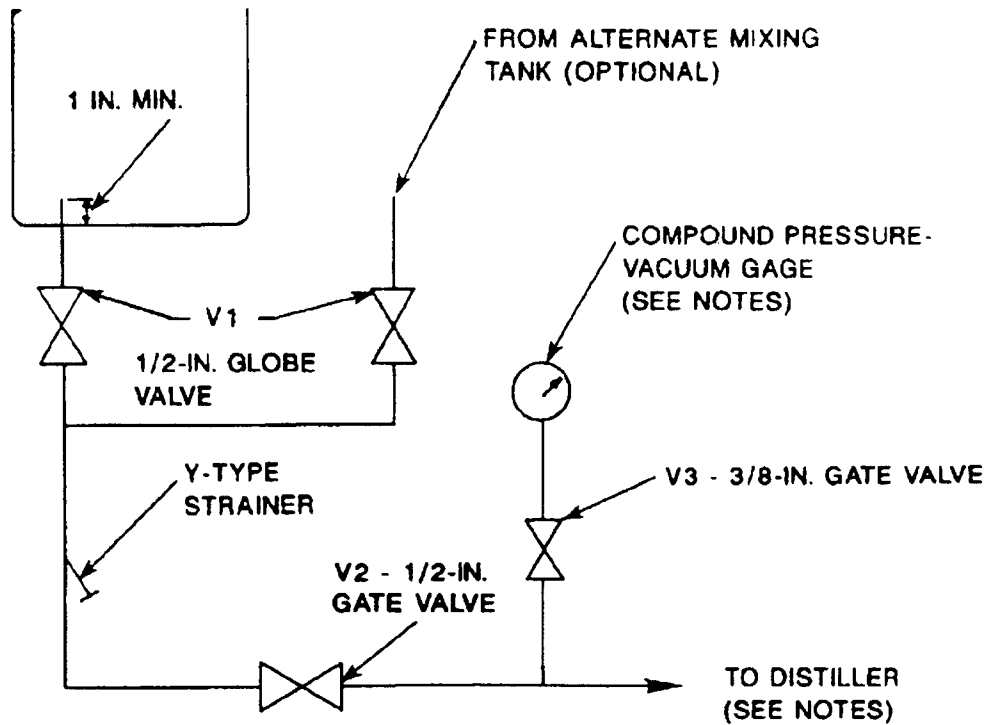 FROM ALTERNATE MIXING
TANK (OPTIONAL)
1 IN. MIN.
COMPOUND PRESSURE-
VACUUM GAGE
(SEE NOTES)
V1
1/2-IN. GLOBE
VALVE
Y-TYPE
STRAINER
V3 - 3/8-IN. GATE VALVE
V2 - 1/2-IN.
GATE VALVE
TO DISTILLER
(SEE NOTES)